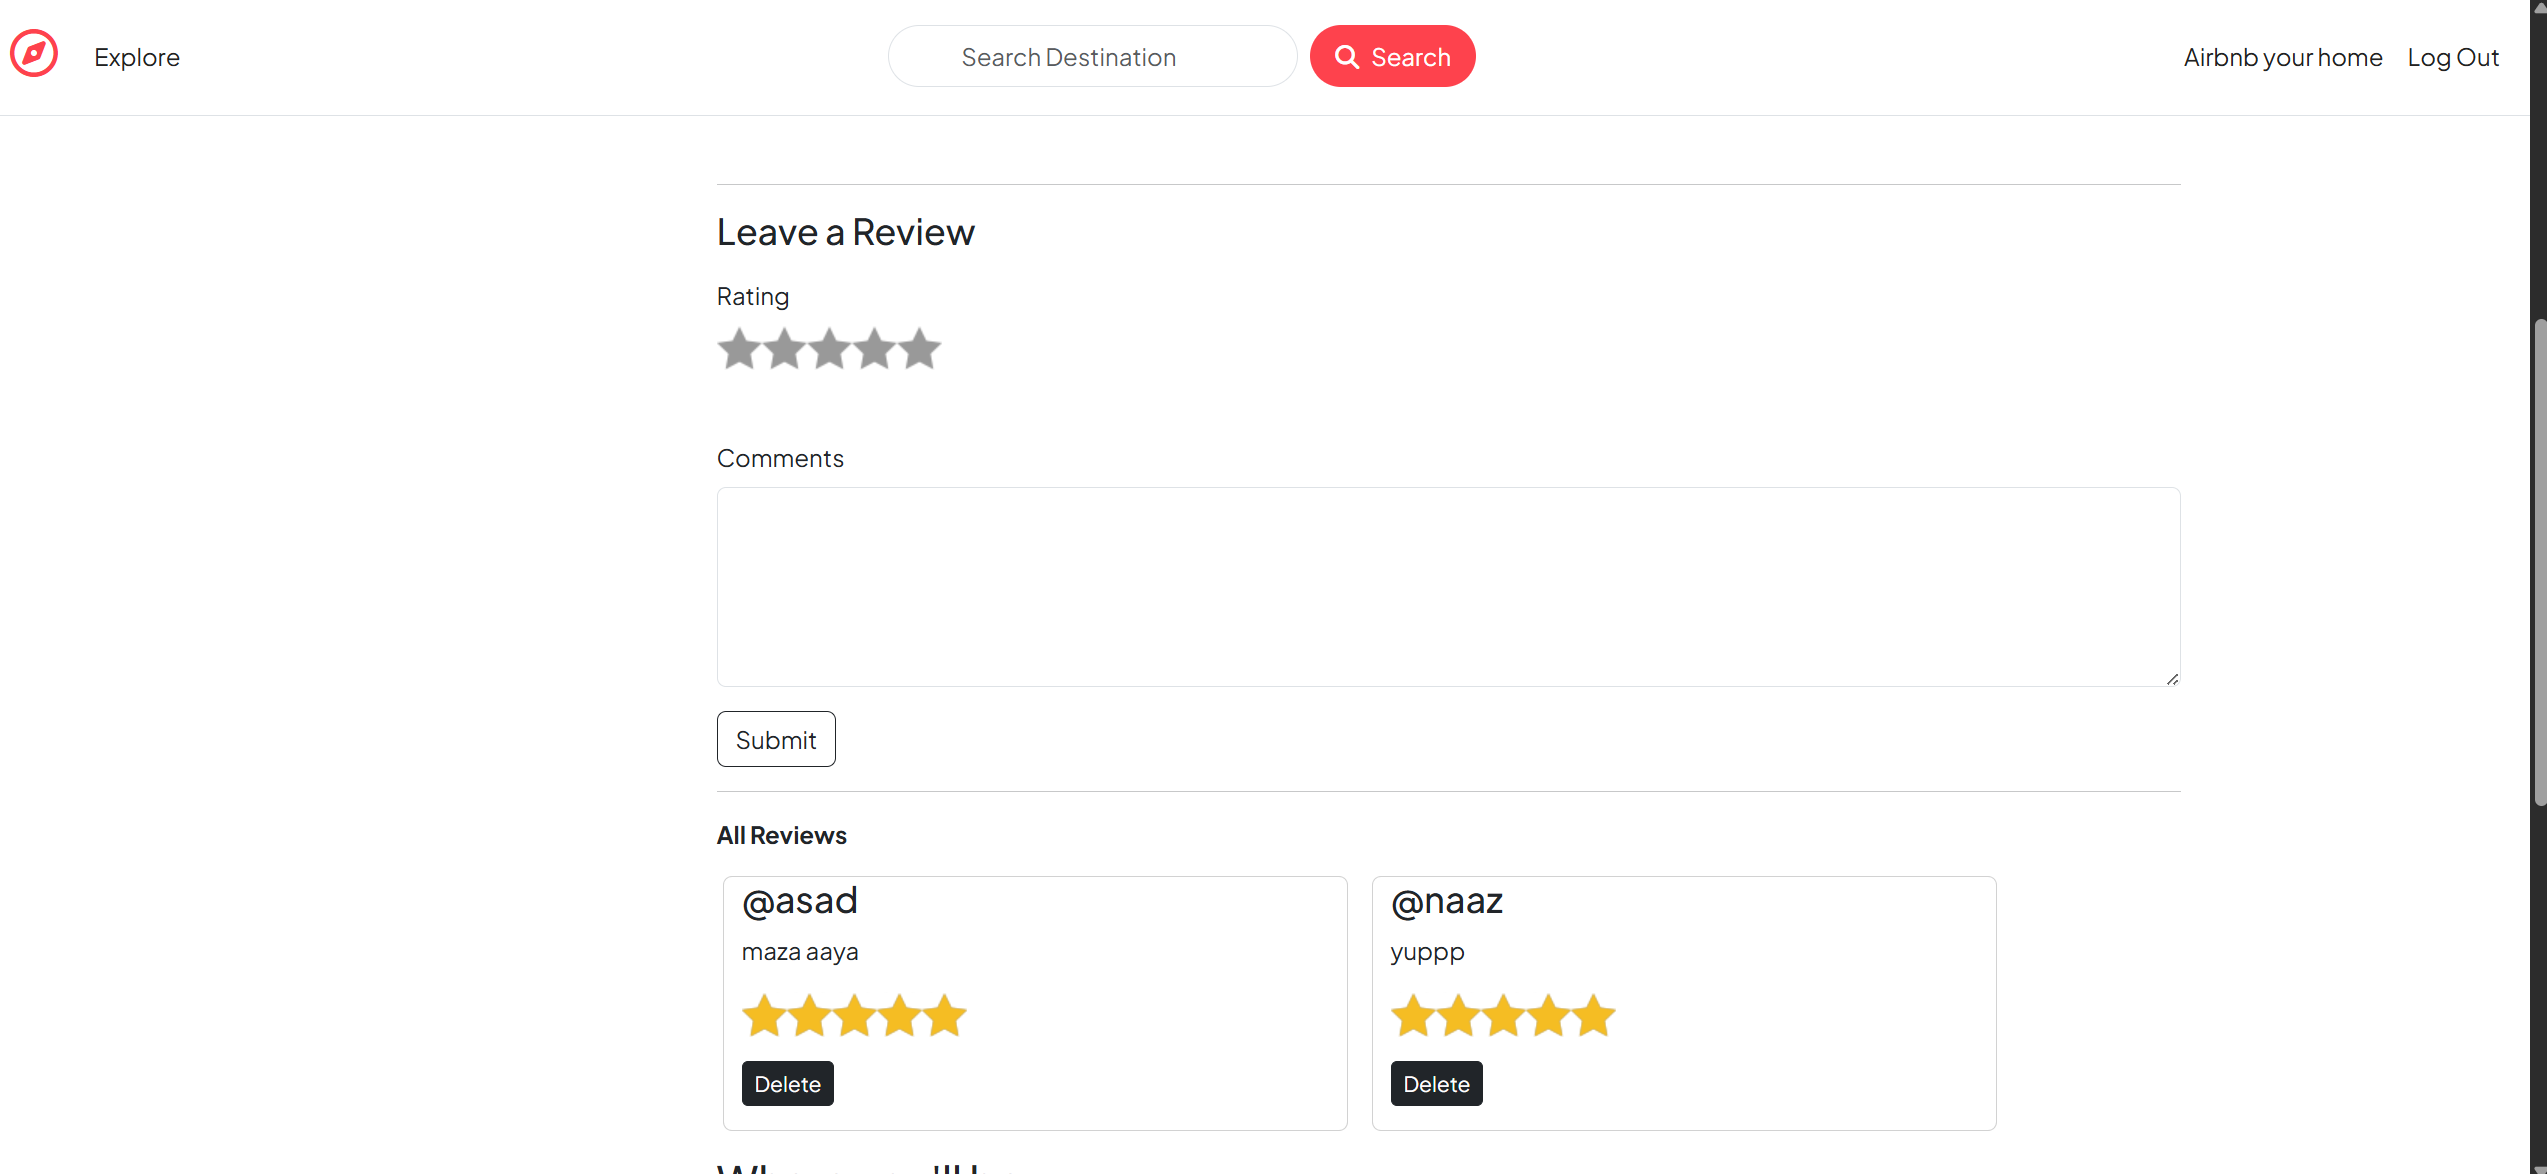 Explore
Search Destination
Search
Airbnb your home
Log Out
Leave a Review
Rating
Comments
Submit
All Reviews
@asad
maza aaya
Delete
@naaz
yuppp
Delete